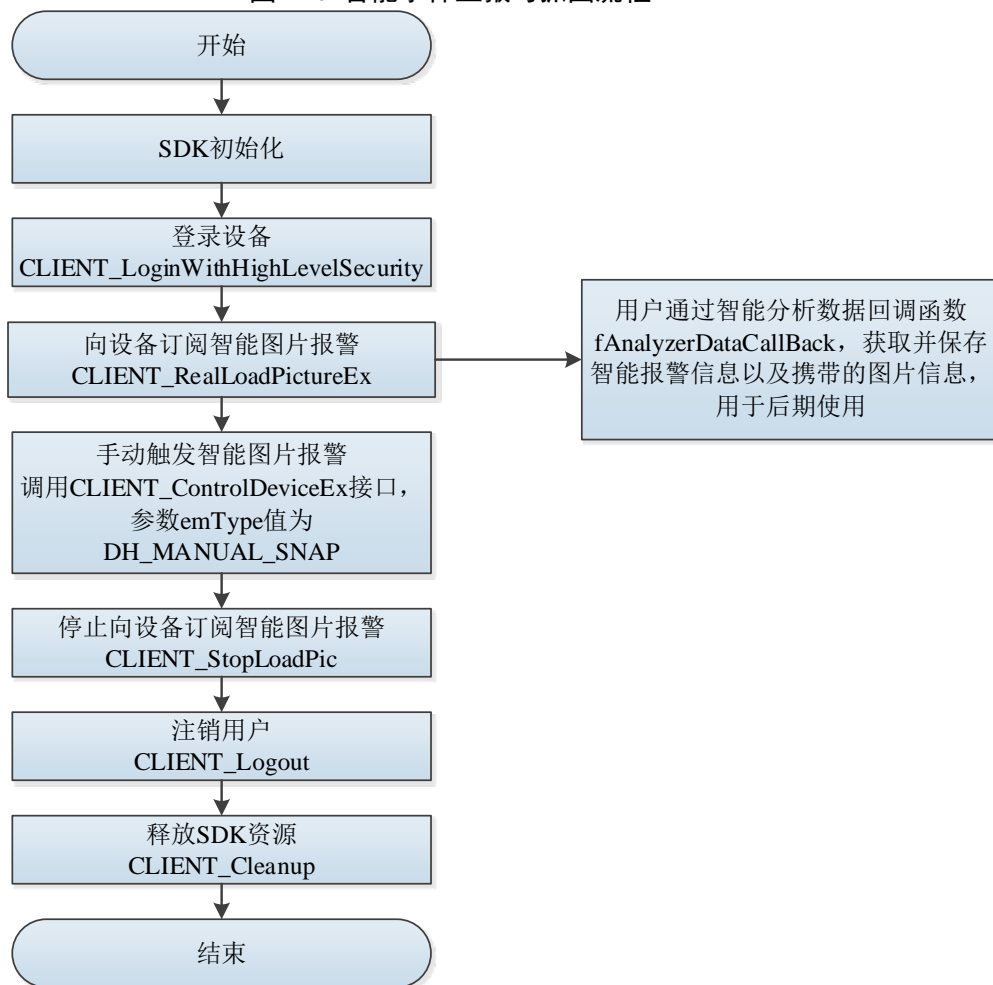 开始
SDK初始化
登录设备
CLIENT_LoginWithHighLevelSecurity
向设备订阅智能图片报警
CLIENT_RealLoadPictureEx
用户通过智能分析数据回调函数
fAnalyzerDataCallBack，获取并保存
智能报警信息以及携带的图片信息，
用于后期使用
手动触发智能图片报警
调用CLIENT_ControlDeviceEx接口，
参数emType值为
DH_MANUAL_SNAP
停止向设备订阅智能图片报警
CLIENT_StopLoadPic
注销用户
CLIENT_Logout
释放SDK资源
CLIENT_Cleanup
结束